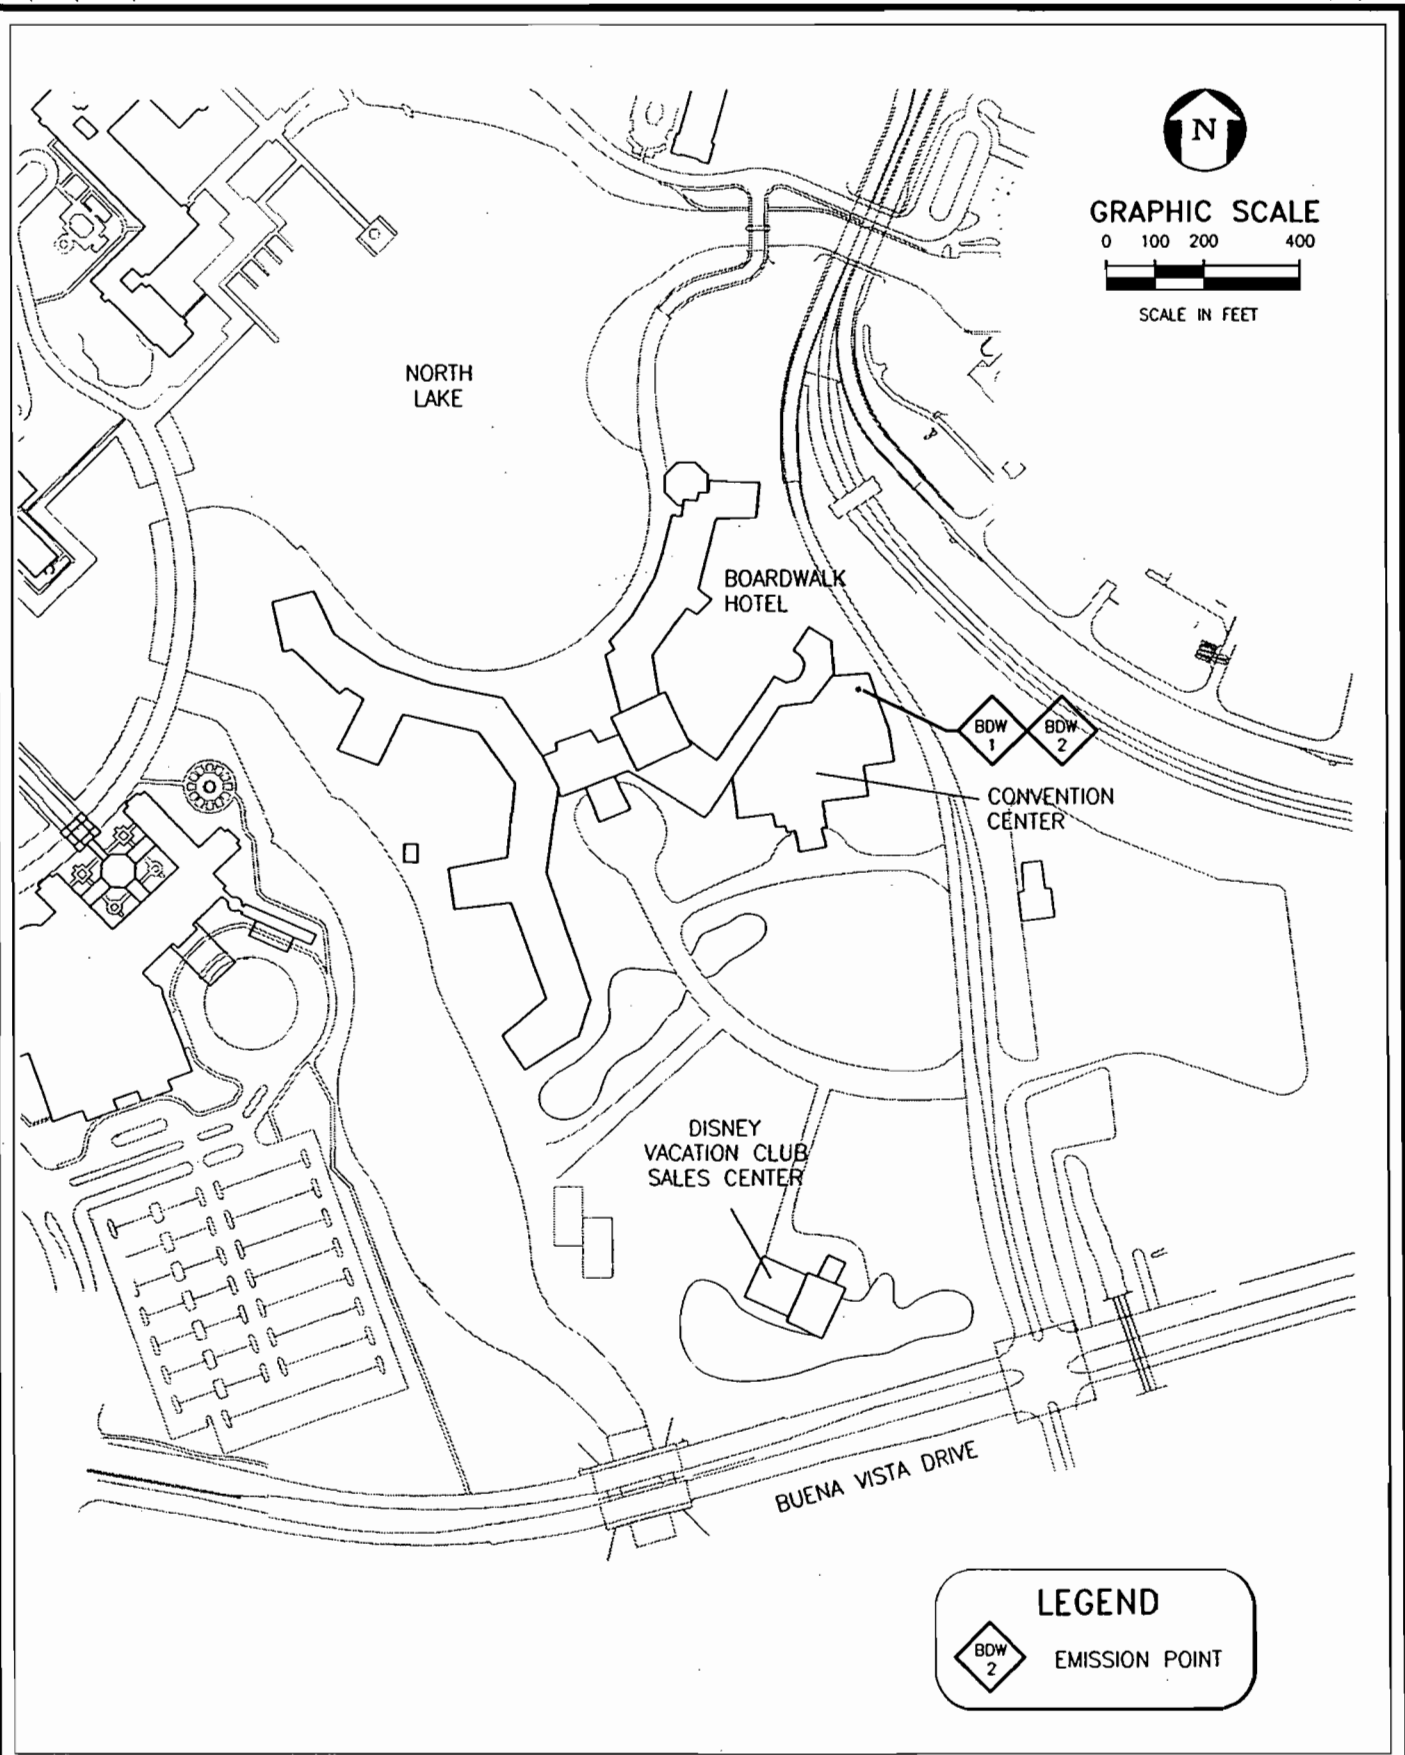 N
GRAPHIC SCALE
0 100 200 400
SCALE IN FEET
NORTH
LAKE
BOARDWALK
HOTEL
BDW
1
BDW
2
CONVENTION
CENTER
DISNEY
VACATION CLUB
SALES CENTER
BUENA VISTA DRIVE
LEGEND
BDW
2
EMISSION POINT